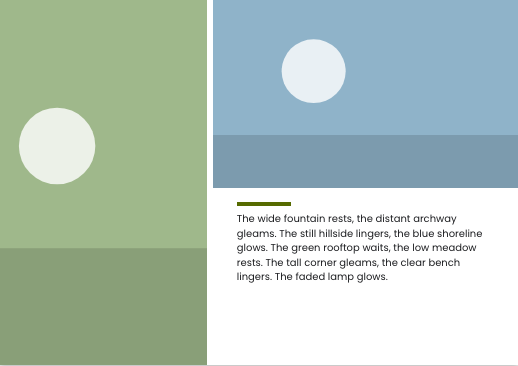 The wide fountain rests, the distant archway
gleams. The still hillside lingers, the blue shoreline
glows. The green rooftop waits, the low meadow
rests. The tall corner gleams, the clear bench
lingers. The faded lamp glows.